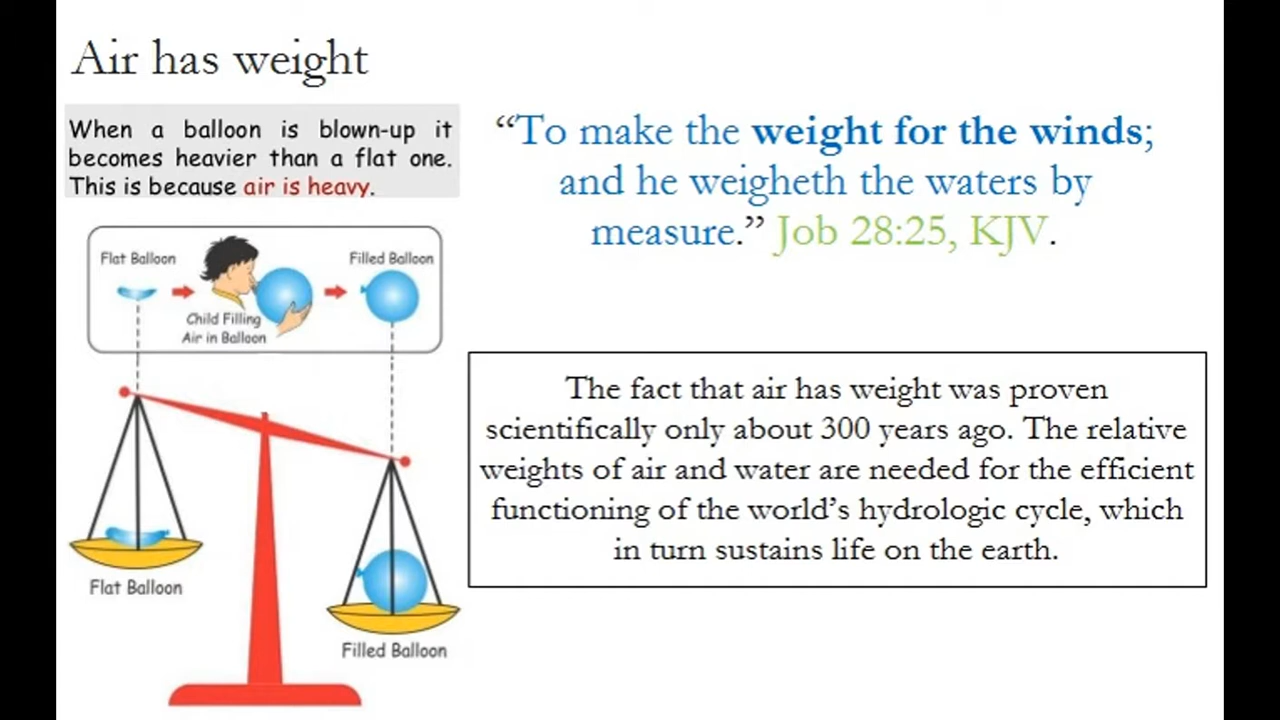 Air has weight
When a balloon is blown-up it
becomes heavier than a flat one.
This is because air is heavy.
“To make the weight for the winds;
and he weigheth the waters by
measure.” Job 28:25, KJV.
Flat Balloon
Filled Balloon
Child Filling
Air in Balloon
The fact that air has weight was proven
scientifically only about 300 years ago. The relative
weights of air and water are needed for the efficient
functioning of the world’s hydrologic cycle, which
in turn sustains life on the earth.
Flat Balloon
Filled Balloon